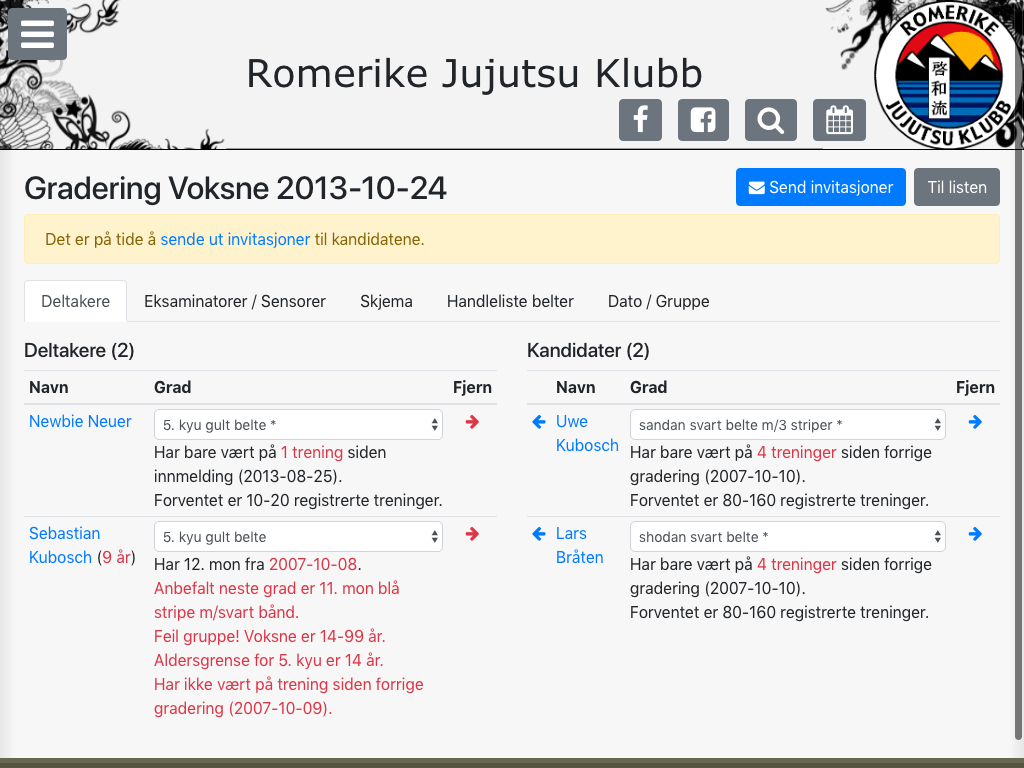 Romerike Jujutsu Klubb
ROMERIKE
啓和流
JUJUTSU KLUBB
Gradering Voksne 2013-10-24
Send invitasjoner
Til listen
Det er på tide å sende ut invitasjoner til kandidatene.
Deltakere
Eksaminatorer / Sensorer
Skjema
Handleliste belter
Dato / Gruppe
Deltakere (2)
Navn Grad Fjern
Newbie Neuer
5. kyu gult belte *
Har bare vært på 1 trening siden
innmelding (2013-08-25).
Forventet er 10-20 registrerte treninger.
Sebastian
Kubosch (9 år)
5. kyu gult belte
Har 12. mon fra 2007-10-08.
Anbefalt neste grad er 11. mon blå
stripe m/svart bånd.
Feil gruppe! Voksne er 14-99 år.
Aldersgrense for 5. kyu er 14 år.
Har ikke vært på trening siden forrige
gradering (2007-10-09).
Kandidater (2)
Navn Grad Fjern
Uwe
Kubosch
sandan svart belte m/3 striper *
Har bare vært på 4 treninger siden forrige
gradering (2007-10-10).
Forventet er 80-160 registrerte treninger.
Lars
Bråten
shodan svart belte *
Har bare vært på 4 treninger siden forrige
gradering (2007-10-10).
Forventet er 80-160 registrerte treninger.